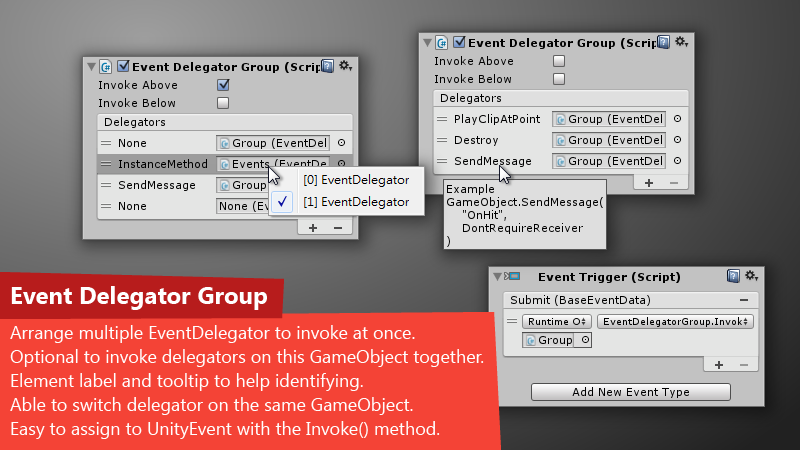 Event Delegator Group (Scrip
Invoke Above
Invoke Below
Delegators
None
Group (EventDel
InstanceMethod
Events (EventDe
SendMessage
Group
None
None (E
[0] EventDelegator
[1] EventDelegator
Event Delegator Group (Scrip
Invoke Above
Invoke Below
Delegators
PlayClipAtPoint
Group (EventDel
Destroy
Group (EventDel
SendMessage
Group (EventDel
Example
GameObject.SendMessage(
"OnHit",
DontRequireReceiver
)
Event Trigger (Script)
Submit (BaseEventData)
Runtime O
EventDelegatorGroup.Invok
Group
Add New Event Type
Event Delegator Group
Arrange multiple EventDelegator to invoke at once.
Optional to invoke delegators on this GameObject together.
Element label and tooltip to help identifying.
Able to switch delegator on the same GameObject.
Easy to assign to UnityEvent with the Invoke() method.